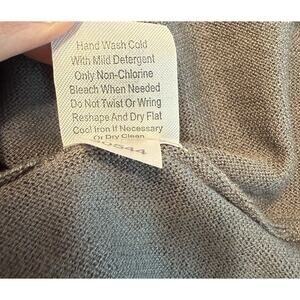 Hand Wash Cold
With Mild Detergent
Only Non-Chlorine
Bleach When Needed
Do Not Twist Or Wring
Reshape And Dry Flat
Cool Iron If Necessary
Or Dry Clean